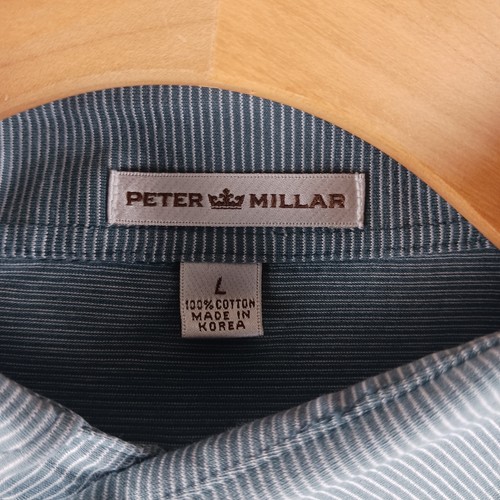 PETER MILLAR
L
100% COTTON
MADE IN
KOREA